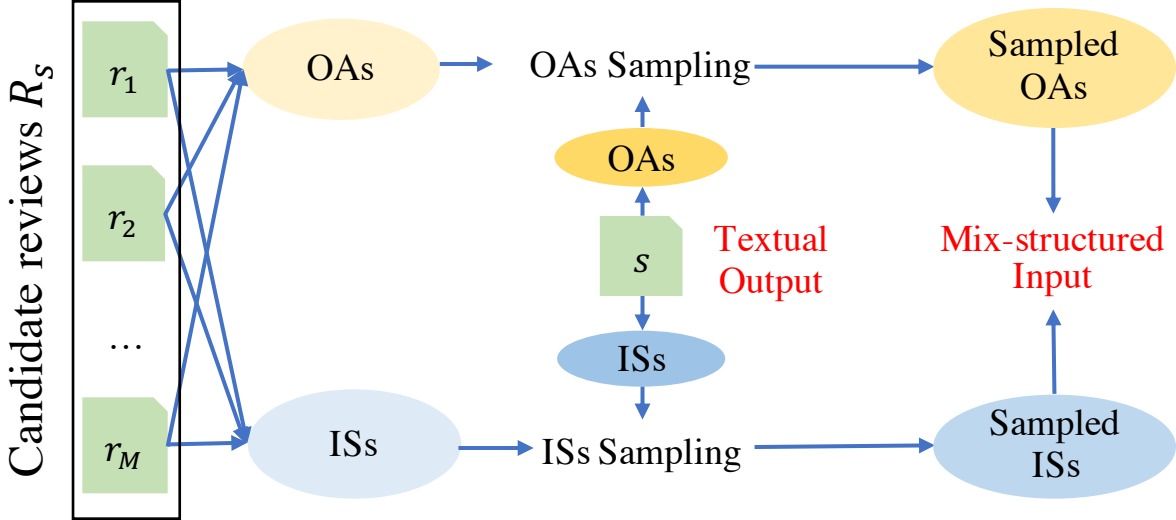 Candidate reviews R_s
r_1
r_2
...
r_M
OAs
OAs Sampling
Sampled
OAs
OAs
s
Textual
Output
Mix-structured
Input
ISs
ISs
ISs Sampling
Sampled
ISs